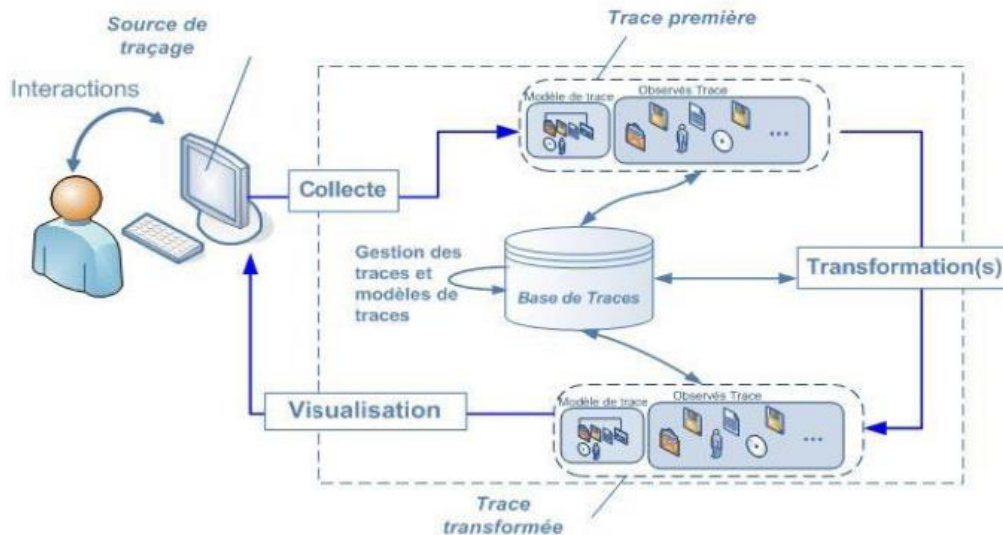 Source de
traçage
Trace première
Interactions
Modèle de trace
Observés Trace
...
Collecte
Gestion des
traces et
modèles de
traces
Base de Traces
Transformation(s)
Visualisation
Modèle de trace
Observés Trace
...
Trace
transformée